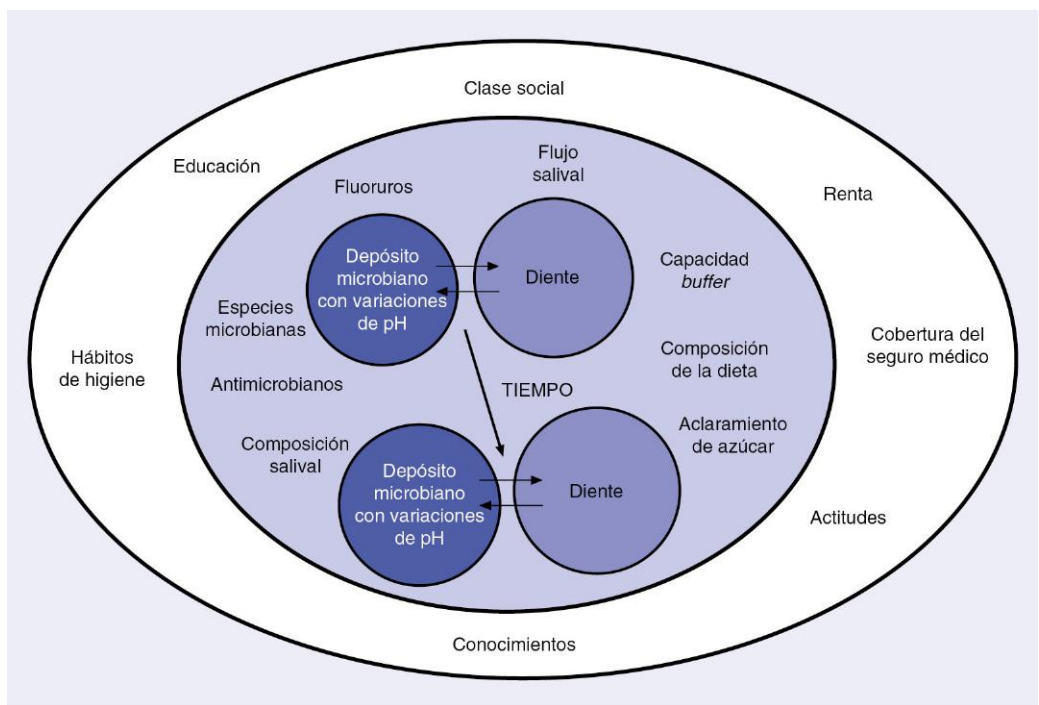 Clase social
Educación
Flujo
salival
Fluoruros
Renta
Depósito
microbiano
con variaciones
de pH
Diente
Capacidad
buffer
Especies
microbianas
Hábitos
de higiene
Cobertura del
seguro médico
Composición
de la dieta
Antimicrobianos
TIEMPO
Composición
salival
Aclaramiento
de azúcar
Depósito
microbiano
con variaciones
de pH
Diente
Actitudes
Conocimientos